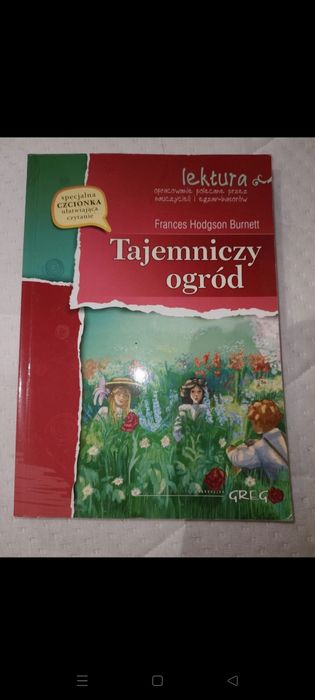 specjalna
CZCIONKA
ułatwiająca
czytanie
lektura
opracowanie polecane przez
nauczycieli i egzaminatorów
Frances Hodgson Burnett
Tajemniczy
ogród
GREG